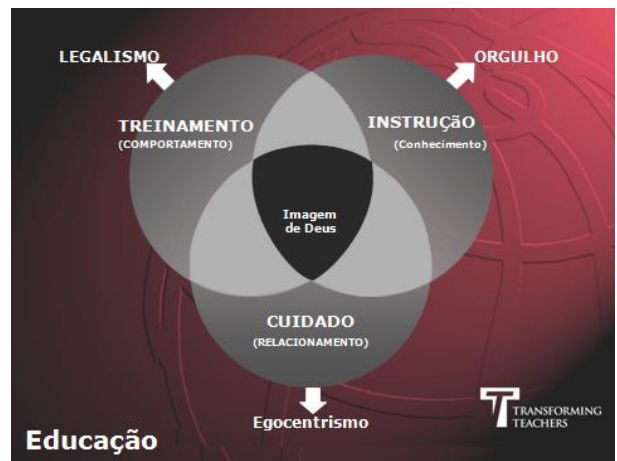 LEGALISMO
ORGULHO
TREINAMENTO
(COMPORTAMENTO)
INSTRUÇãO
(Conhecimento)
Imagem
de Deus
CUIDADO
(RELACIONAMENTO)
Egocentrismo
TRANSFORMING
TEACHERS
Educação